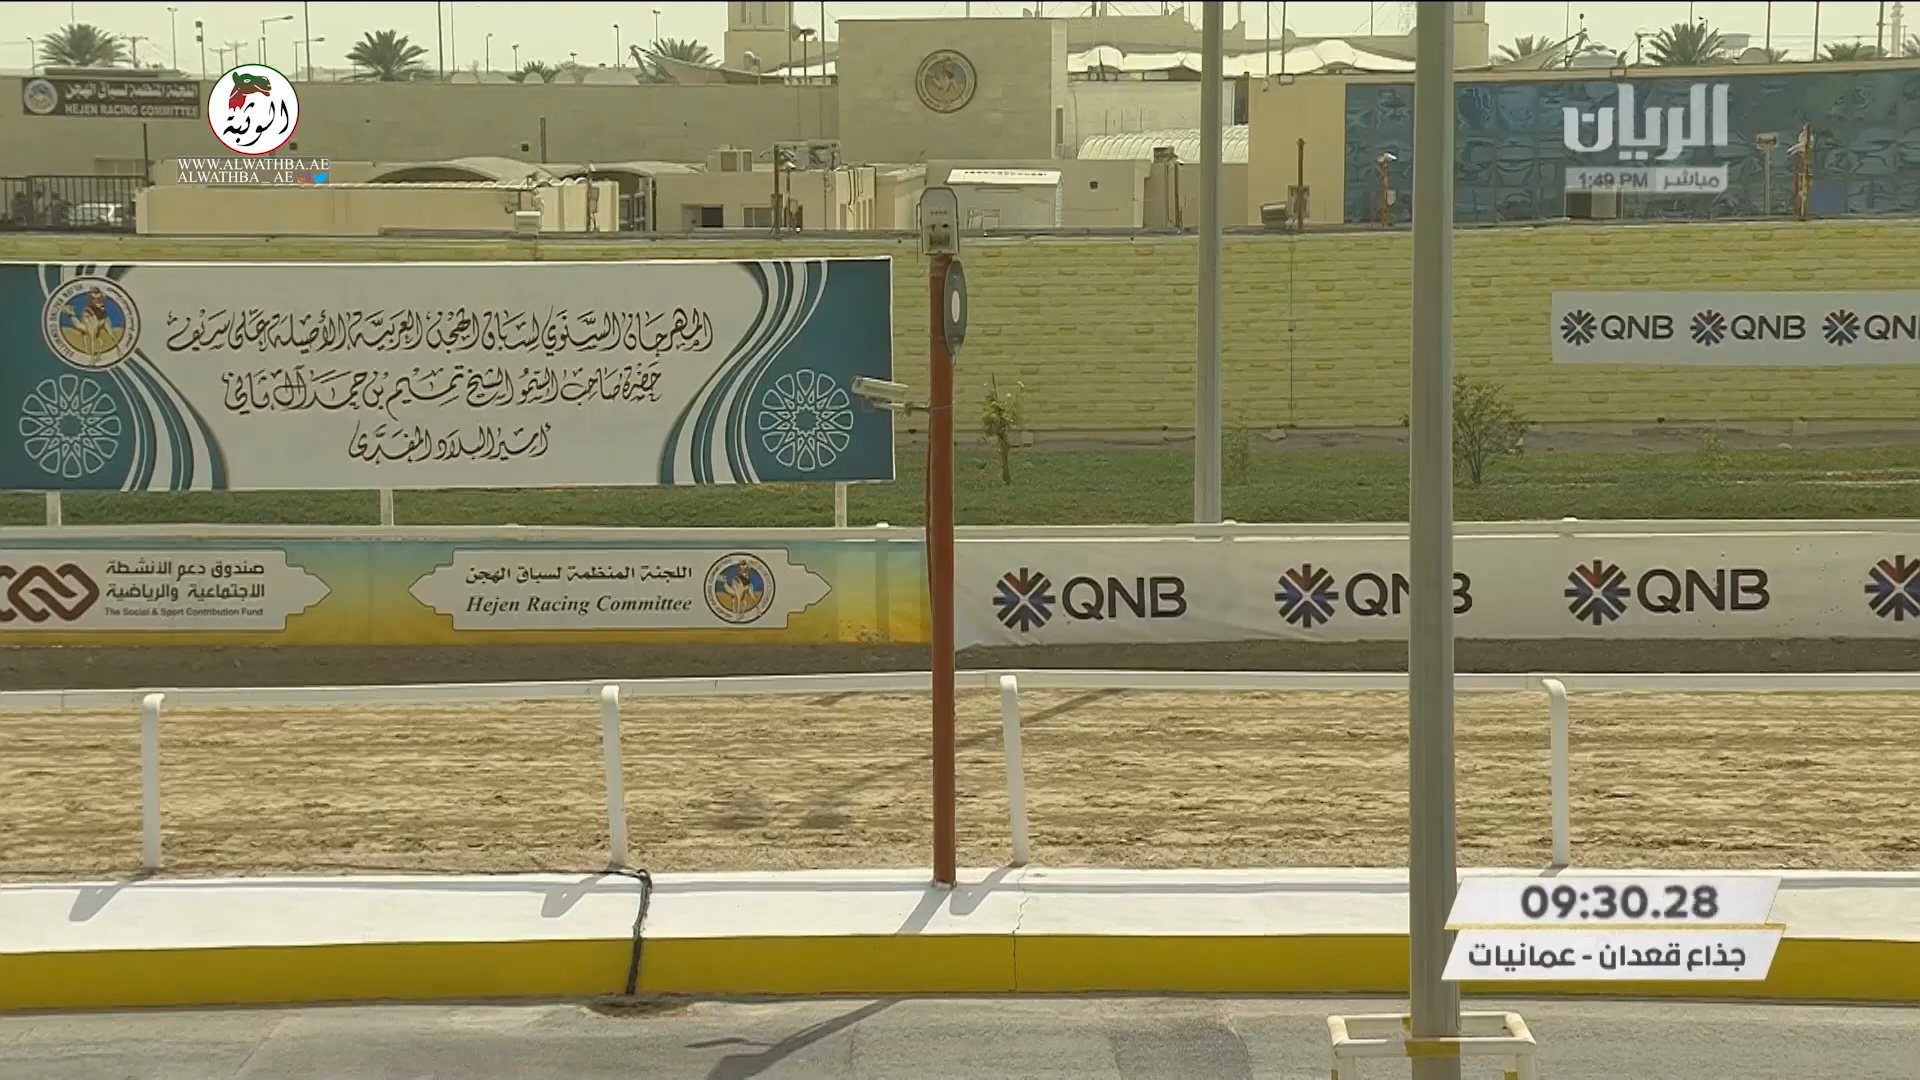 اللجنة المنظمة لسباق الهجن
HEJEN RACING COMMITTEE
الوثبة
WWW.ALWATHBA.AE
ALWATHBA_AE
الريان
1:49 PM مباشر
المهرجان السنوي لسباق الهجن العربية الأصيلة على سيف
حضرة صاحب السمو الشيخ تميم بن حمد آل ثاني
أمير البلاد المفدى
QNB QNB QN
صندوق دعم الأنشطة
الاجتماعية والرياضية
The Social & Sport Contribution Fund
اللجنة المنظمة لسباق الهجن
Hejen Racing Committee
QNB QNB QNB
09:30.28
جذاع قعدان - عمانيات